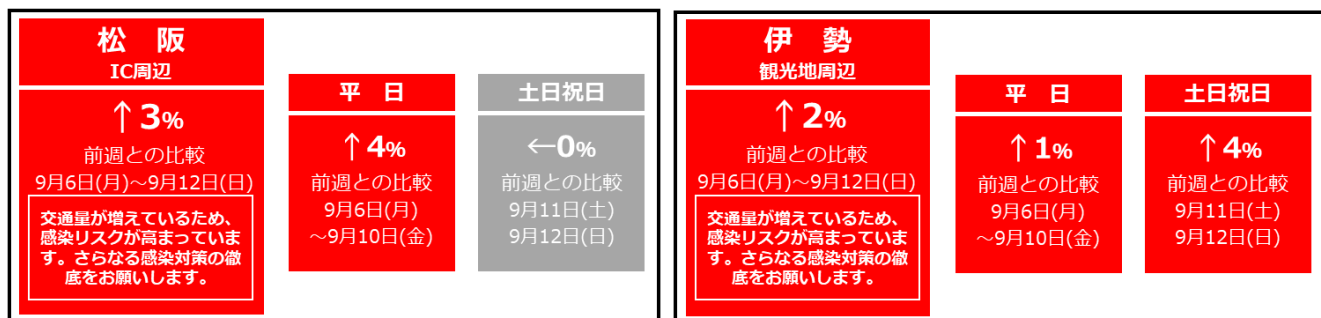 松　阪
IC周辺
↑3%
前週との比較
9月6日(月)～9月12日(日)
交通量が増えているため、
感染リスクが高まっていま
す。さらなる感染対策の徹
底をお願いします。
平　日
↑4%
前週との比較
9月6日(月)
～9月10日(金)
土日祝日
←0%
前週との比較
9月11日(土)
9月12日(日)
伊　勢
観光地周辺
↑2%
前週との比較
9月6日(月)～9月12日(日)
交通量が増えているため、
感染リスクが高まっていま
す。さらなる感染対策の徹
底をお願いします。
平　日
↑1%
前週との比較
9月6日(月)
～9月10日(金)
土日祝日
↑4%
前週との比較
9月11日(土)
9月12日(日)